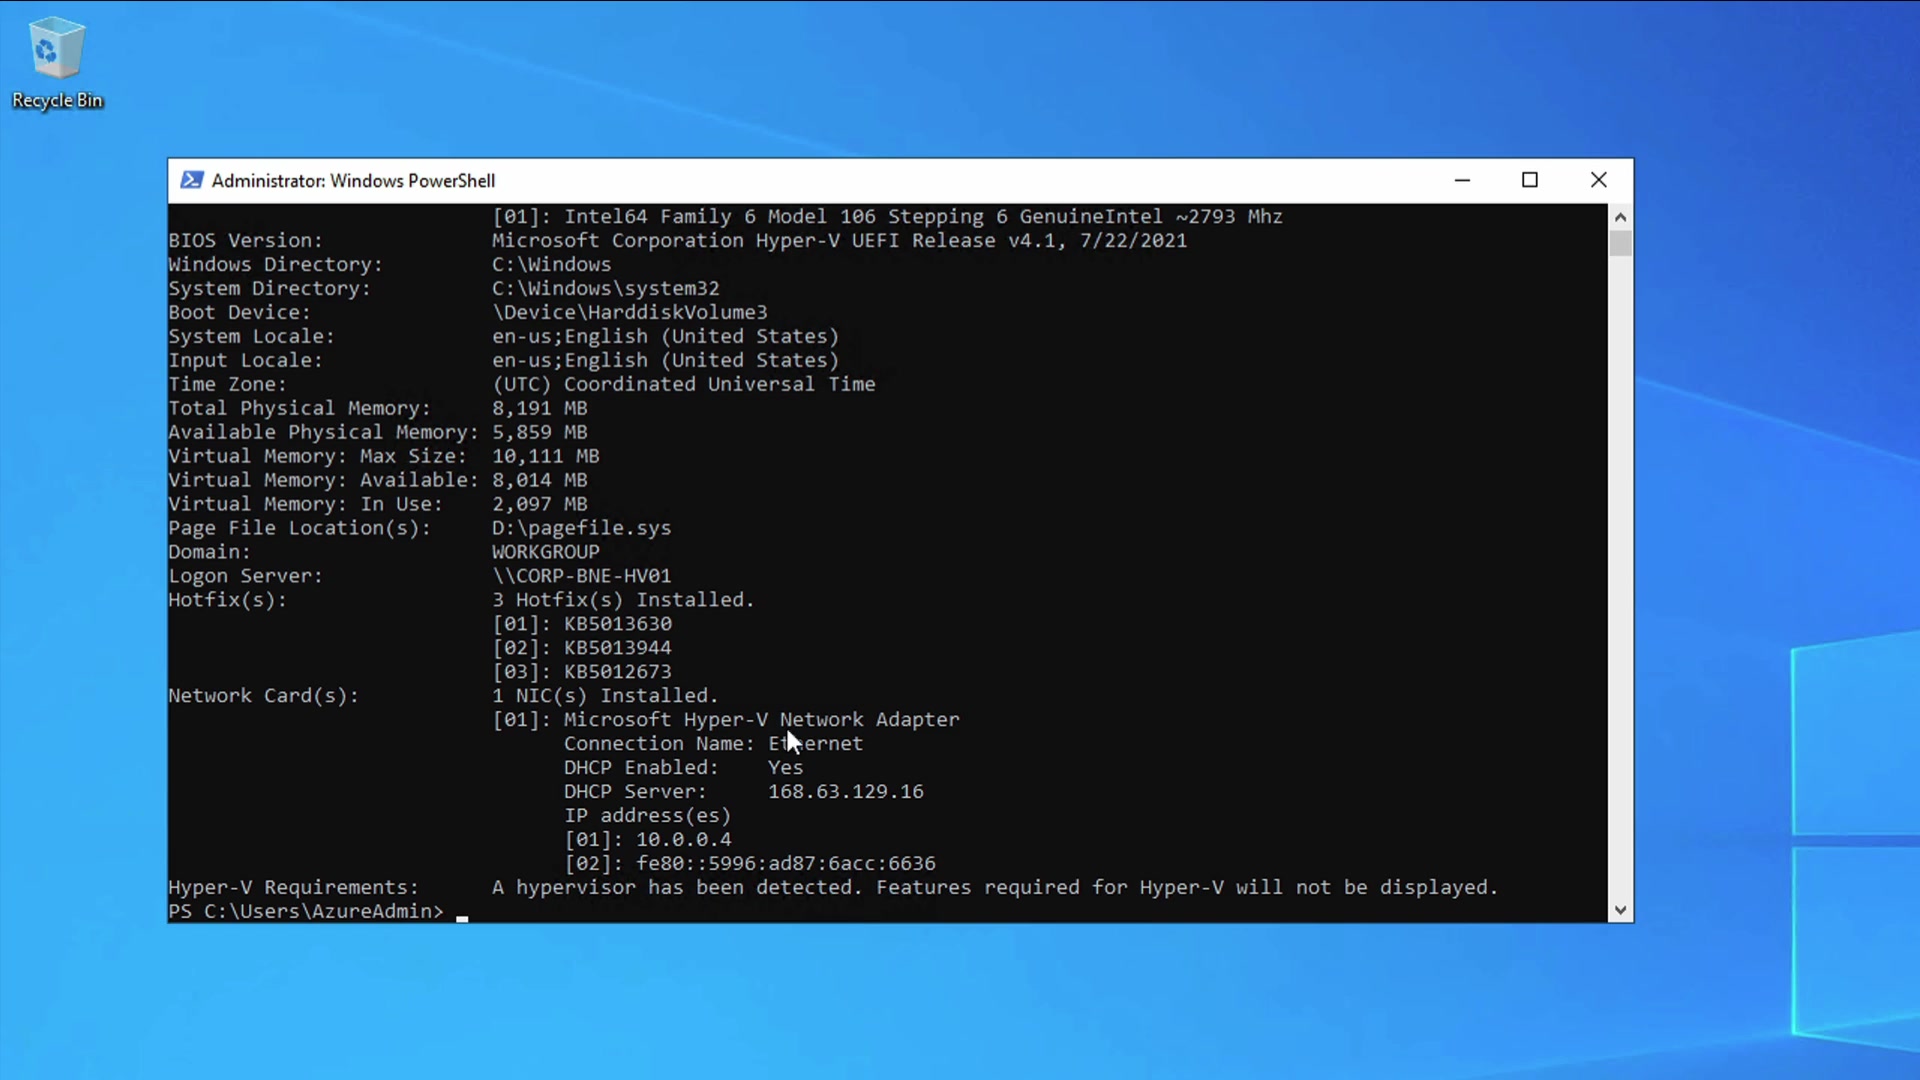 Recycle Bin
Administrator: Windows PowerShell
[01]: Intel64 Family 6 Model 106 Stepping 6 GenuineIntel ~2793 Mhz
BIOS Version: Microsoft Corporation Hyper-V UEFI Release v4.1, 7/22/2021
Windows Directory: C:\Windows
System Directory: C:\Windows\system32
Boot Device: \Device\HarddiskVolume3
System Locale: en-us;English (United States)
Input Locale: en-us;English (United States)
Time Zone: (UTC) Coordinated Universal Time
Total Physical Memory: 8,191 MB
Available Physical Memory: 5,859 MB
Virtual Memory: Max Size: 10,111 MB
Virtual Memory: Available: 8,014 MB
Virtual Memory: In Use: 2,097 MB
Page File Location(s): D:\pagefile.sys
Domain: WORKGROUP
Logon Server: \\CORP-BNE-HV01
Hotfix(s): 3 Hotfix(s) Installed.
[01]: KB5013630
[02]: KB5013944
[03]: KB5012673
Network Card(s): 1 NIC(s) Installed.
[01]: Microsoft Hyper-V Network Adapter
Connection Name: Ethernet
DHCP Enabled: Yes
DHCP Server: 168.63.129.16
IP address(es)
[01]: 10.0.0.4
[02]: fe80::5996:ad87:6acc:6636
Hyper-V Requirements: A hypervisor has been detected. Features required for Hyper-V will not be displayed.
PS C:\Users\AzureAdmin>